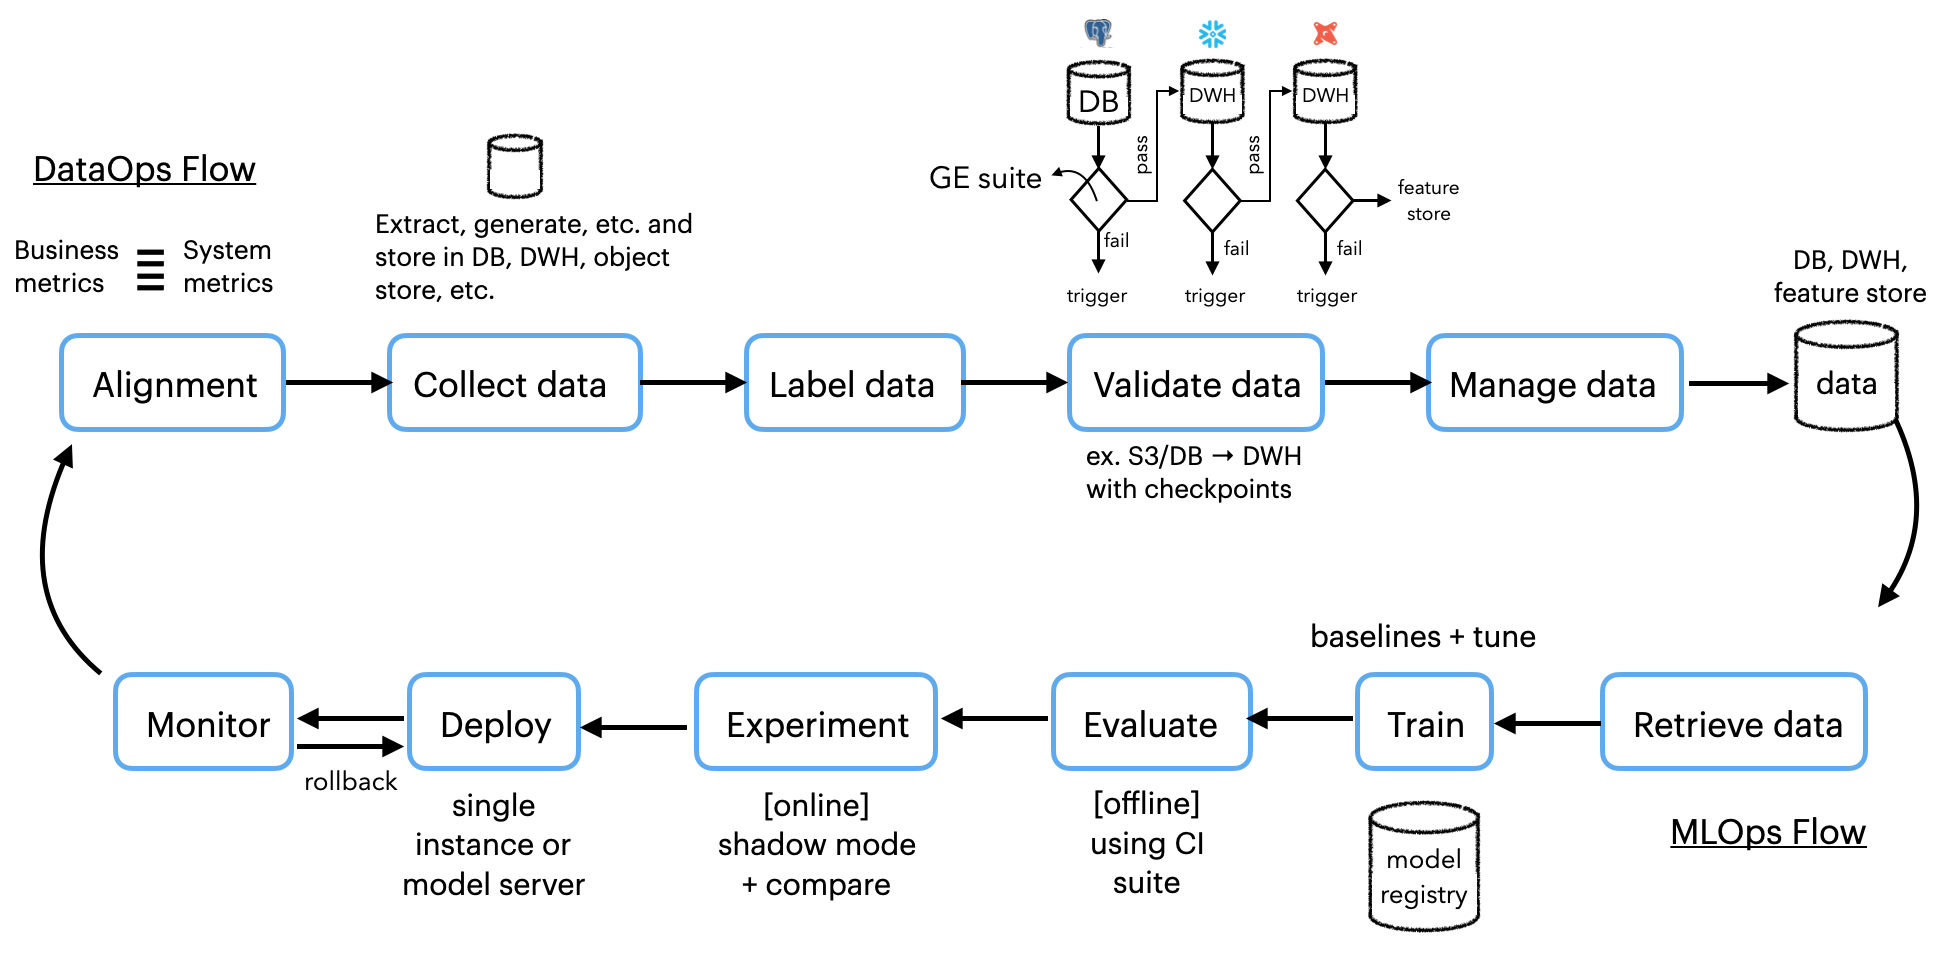 DataOps Flow
Business
metrics
System
metrics
Extract, generate, etc. and
store in DB, DWH, object
store, etc.
DB
DWH
DWH
GE suite
pass
pass
feature
store
fail
fail
fail
trigger
trigger
trigger
DB, DWH,
feature store
Alignment
Collect data
Label data
Validate data
Manage data
data
ex. S3/DB → DWH
with checkpoints
baselines + tune
Monitor
Deploy
Experiment
Evaluate
Train
Retrieve data
rollback
single
instance or
model server
[online]
shadow mode
+ compare
[offline]
using CI
suite
model
registry
MLOps Flow